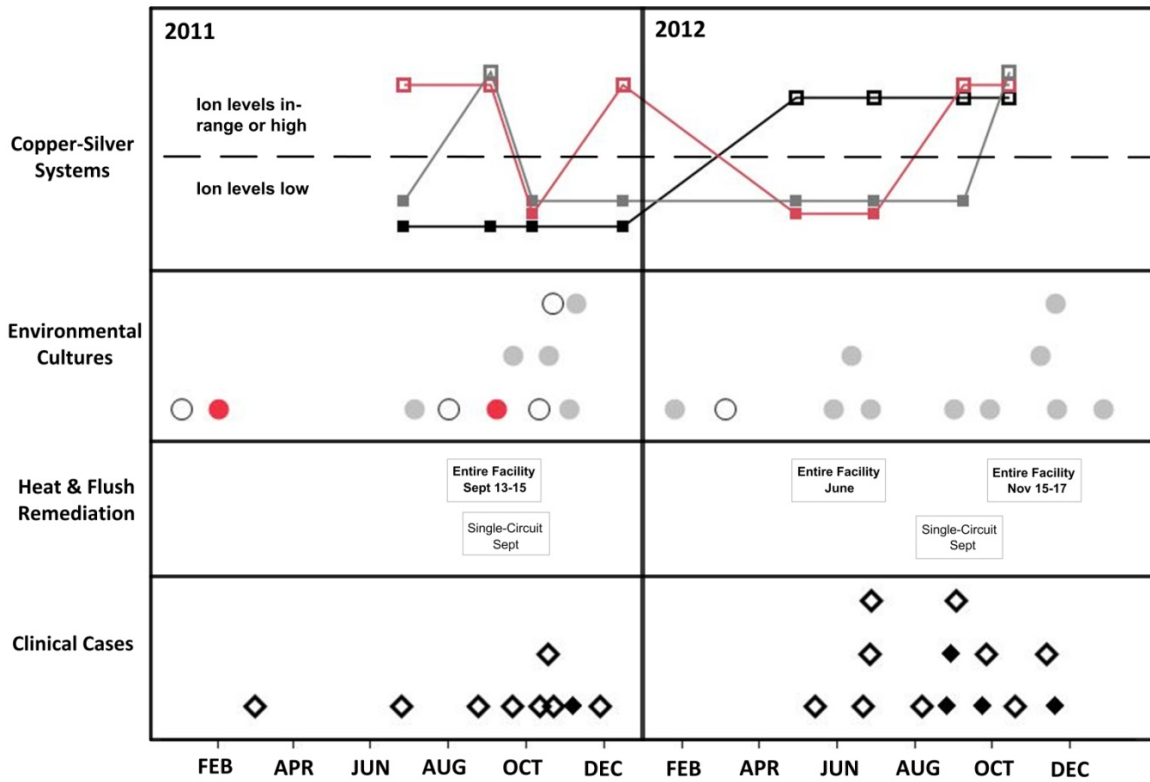 2011
2012
Ion levels in-
range or high
Copper-Silver
Systems
Ion levels low
Environmental
Cultures
Heat & Flush
Remediation
Entire Facility
Sept 13-15
Single-Circuit
Sept
Entire Facility
June
Entire Facility
Nov 15-17
Single-Circuit
Sept
Clinical Cases
FEB APR JUN AUG OCT DEC FEB APR JUN AUG OCT DEC